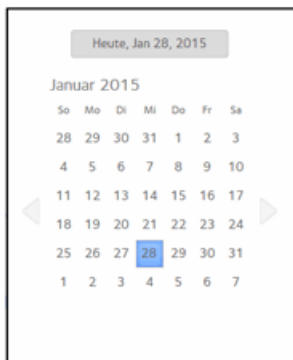 Heute, Jan 28, 2015
Januar 2015
So Mo Di Mi Do Fr Sa
28 29 30 31 1 2 3
4 5 6 7 8 9 10
11 12 13 14 15 16 17
18 19 20 21 22 23 24
25 26 27 28 29 30 31
1 2 3 4 5 6 7